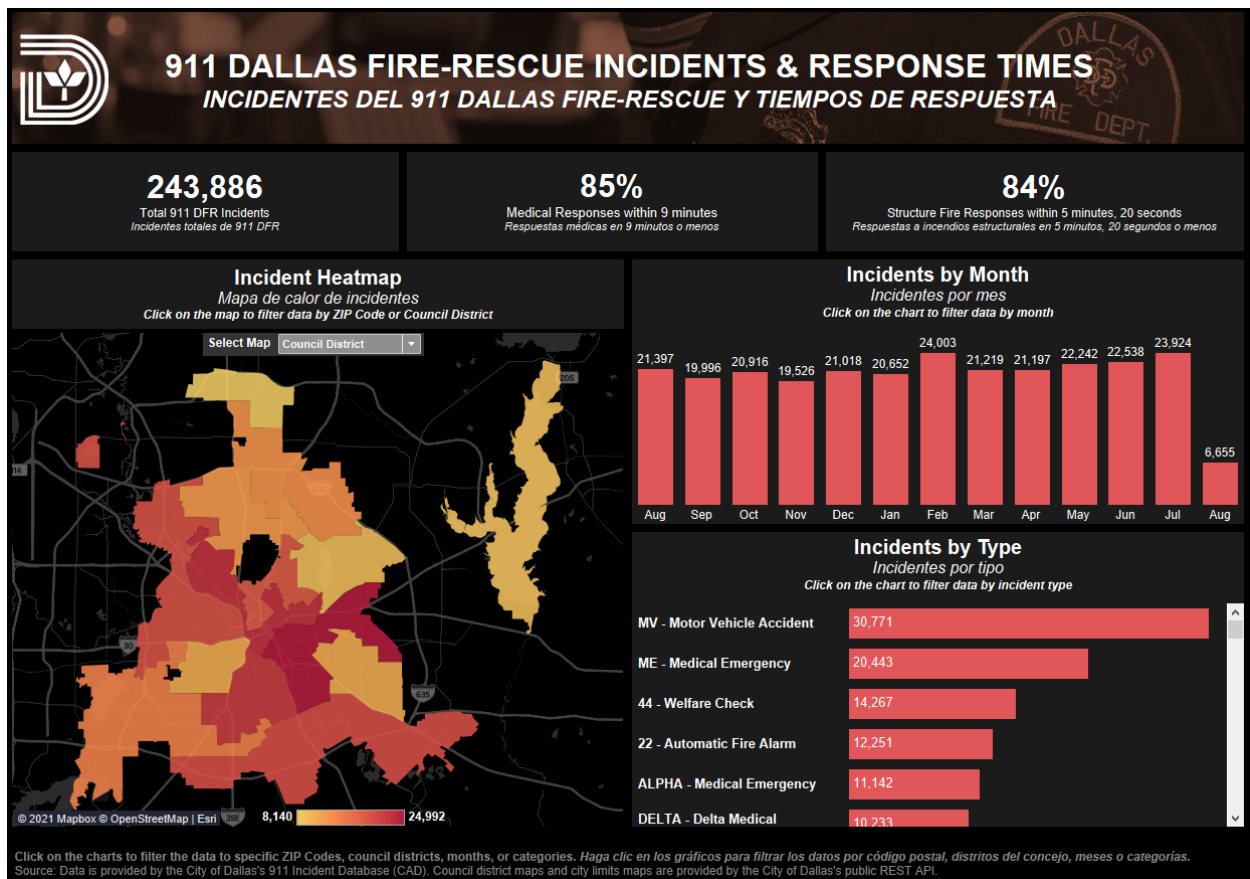 DALLAS
FIRE DEPT.
911 DALLAS FIRE-RESCUE INCIDENTS & RESPONSE TIMES
INCIDENTES DEL 911 DALLAS FIRE-RESCUE Y TIEMPOS DE RESPUESTA
243,886
Total 911 DFR Incidents
Incidentes totales de 911 DFR
85%
Medical Responses within 9 minutes
Respuestas médicas en 9 minutos o menos
84%
Structure Fire Responses within 5 minutes, 20 seconds
Respuestas a incendios estructurales en 5 minutos, 20 segundos o menos
Incident Heatmap
Mapa de calor de incidentes
Click on the map to filter data by ZIP Code or Council District
Select Map Council District
205
14
30
635
358
© 2021 Mapbox © OpenStreetMap | Esri
8,140 24,992
Incidents by Month
Incidentes por mes
Click on the chart to filter data by month
21,397 19,996 20,916 19,526 21,018 20,652 24,003 21,219 21,197 22,242 22,538 23,924 6,655
Aug Sep Oct Nov Dec Jan Feb Mar Apr May Jun Jul Aug
Incidents by Type
Incidentes por tipo
Click on the chart to filter data by incident type
MV - Motor Vehicle Accident 30,771
ME - Medical Emergency 20,443
44 - Welfare Check 14,267
22 - Automatic Fire Alarm 12,251
ALPHA - Medical Emergency 11,142
DELTA - Delta Medical 10,233
Click on the charts to filter the data to specific ZIP Codes, council districts, months, or categories. Haga clic en los gráficos para filtrar los datos por código postal, distritos del concejo, meses o categorías.
Source: Data is provided by the City of Dallas's 911 Incident Database (CAD). Council district maps and city limits maps are provided by the City of Dallas's public REST API.